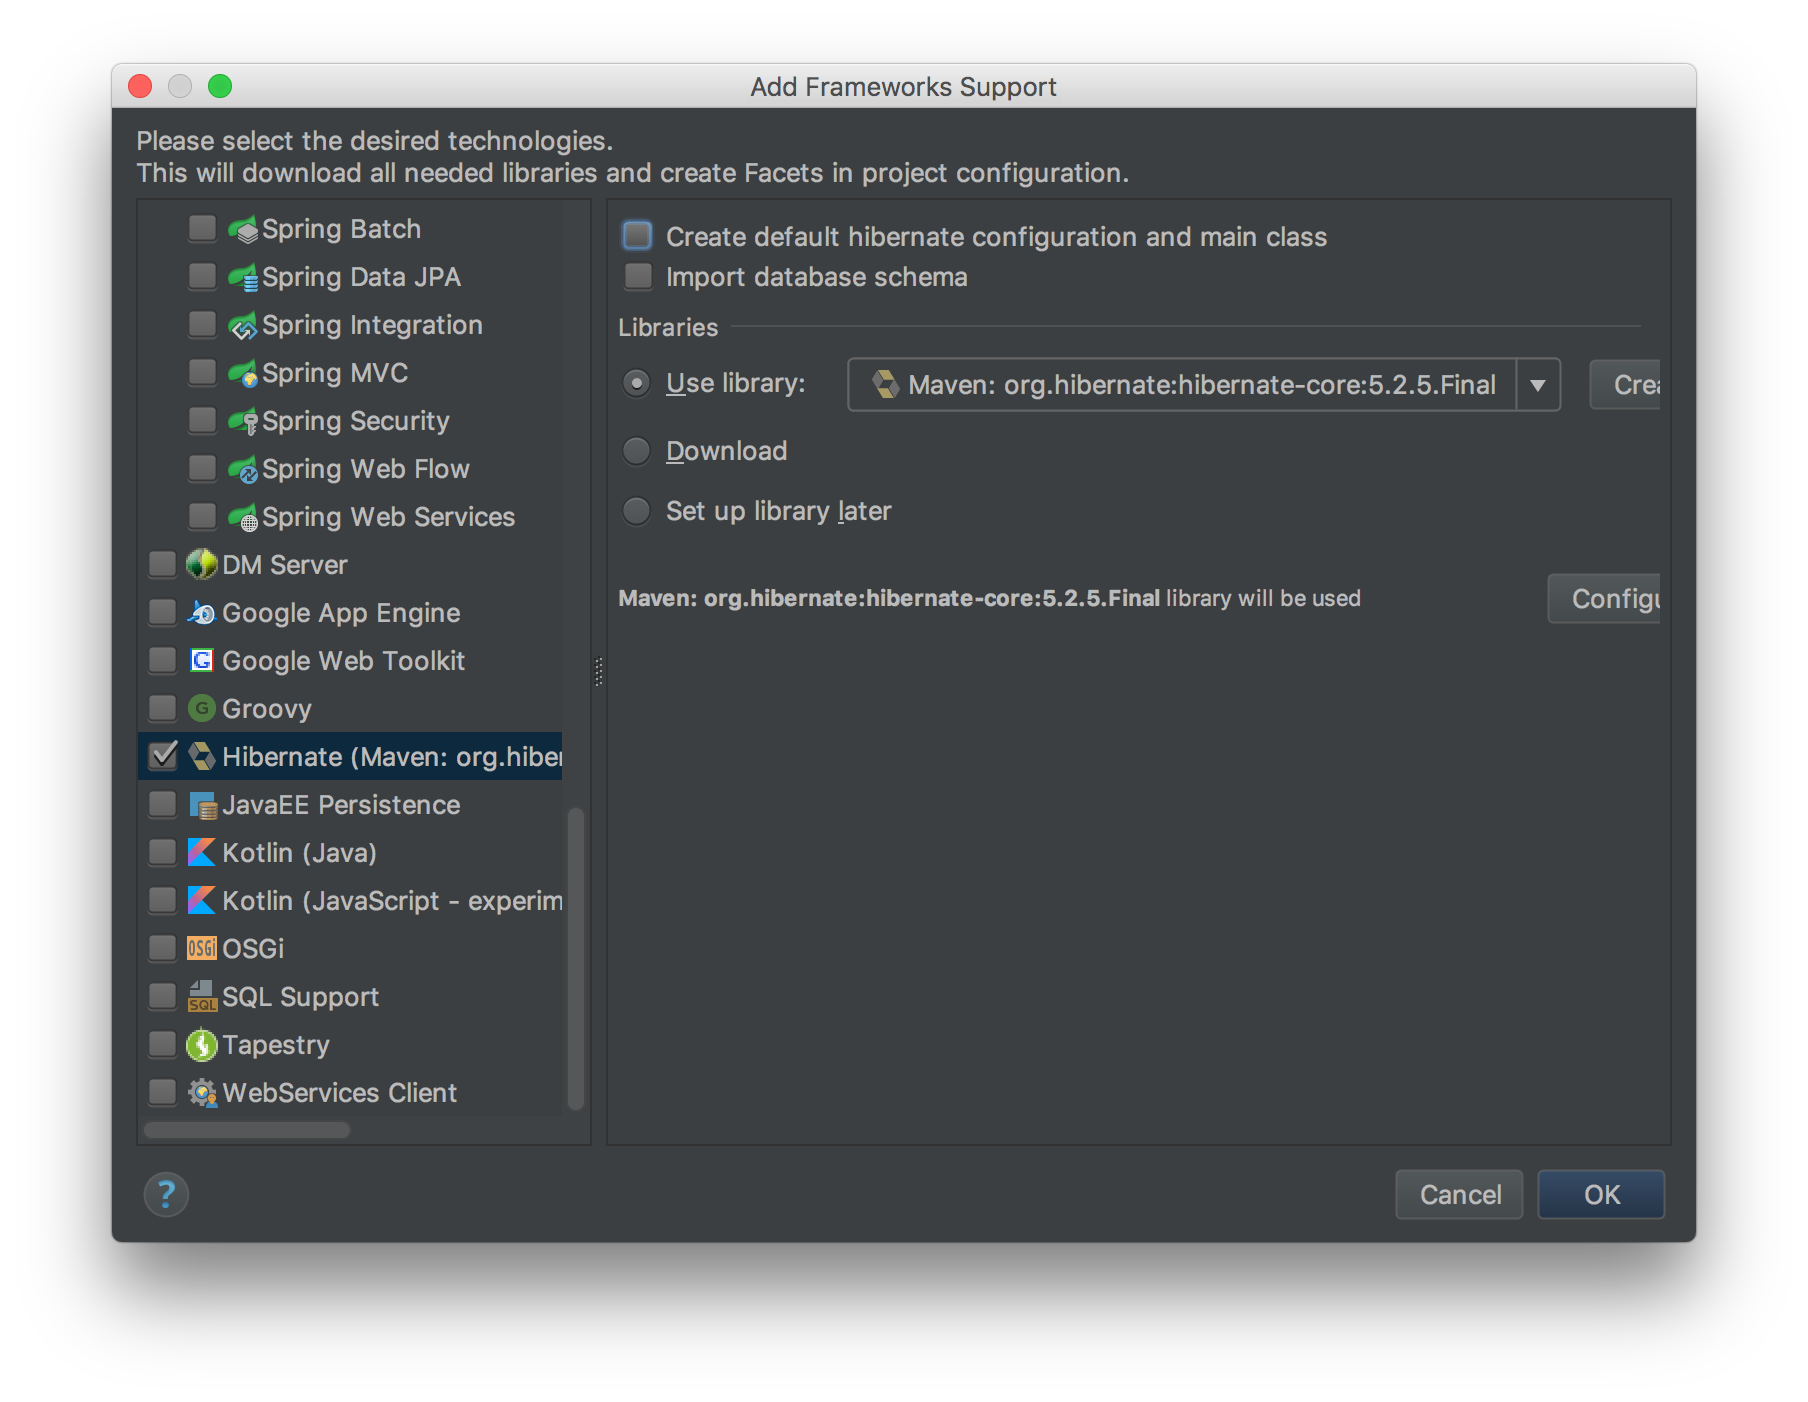 Add Frameworks Support
Please select the desired technologies.
This will download all needed libraries and create Facets in project configuration.
Spring Batch
Spring Data JPA
Spring Integration
Spring MVC
Spring Security
Spring Web Flow
Spring Web Services
DM Server
Google App Engine
G Google Web Toolkit
G Groovy
Hibernate (Maven: org.hiber
JavaEE Persistence
Kotlin (Java)
Kotlin (JavaScript - experim
OSGi OSGi
SQL SQL Support
Tapestry
WebServices Client
Create default hibernate configuration and main class
Import database schema
Libraries
Use library: Maven: org.hibernate:hibernate-core:5.2.5.Final Crea
Download
Set up library later
Maven: org.hibernate:hibernate-core:5.2.5.Final library will be used Configu
? Cancel OK